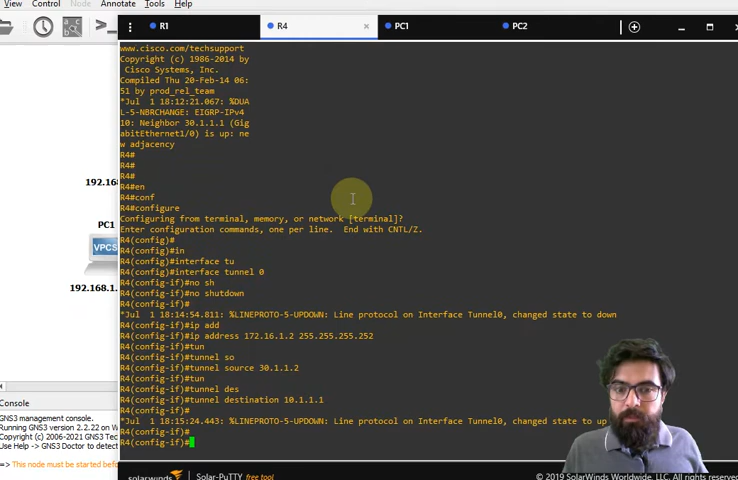 View
Control
Node
Annotate
Tools
Help
R1
R4
PC1
PC2
www.cisco.com/techsupport
Copyright (c) 1986-2014 by
Cisco Systems, Inc.
Compiled Thu 20-Feb-14 06:
51 by prod_rel_team
*Jul  1 18:12:21.067: %DUA
L-5-NBRCHANGE: EIGRP-IPv4
10: Neighbor 30.1.1.1 (Gig
abitEthernet1/0) is up: ne
w adjacency
R4#
R4#
R4#
R4#en
R4#conf
R4#configure
Configuring from terminal, memory, or network [terminal]?
Enter configuration commands, one per line.  End with CNTL/Z.
R4(config)#
R4(config)#in
R4(config)#interface tu
R4(config)#interface tunnel 0
R4(config-if)#no sh
R4(config-if)#no shutdown
R4(config-if)#
*Jul  1 18:14:54.811: %LINEPROTO-5-UPDOWN: Line protocol on Interface Tunnel0, changed state to down
R4(config-if)#ip add
R4(config-if)#ip address 172.16.1.2 255.255.255.252
R4(config-if)#tun
R4(config-if)#tunnel so
R4(config-if)#tunnel source 30.1.1.2
R4(config-if)#tun
R4(config-if)#tunnel des
R4(config-if)#tunnel destination 10.1.1.1
R4(config-if)#
*Jul  1 18:15:24.443: %LINEPROTO-5-UPDOWN: Line protocol on Interface Tunnel0, changed state to up
R4(config-if)#
R4(config-if)#
192.168
PC1
VPCS
192.168.1.
Console
GNS3 management console.
Running GNS3 version 2.2.22 on W
Copyright (c) 2006-2021 GNS3 Tec
Use Help -> GNS3 Doctor to detect
=> This node must be started befo
solarwinds
Solar-PuTTY free tool
© 2019 SolarWinds Worldwide, LLC. All rights